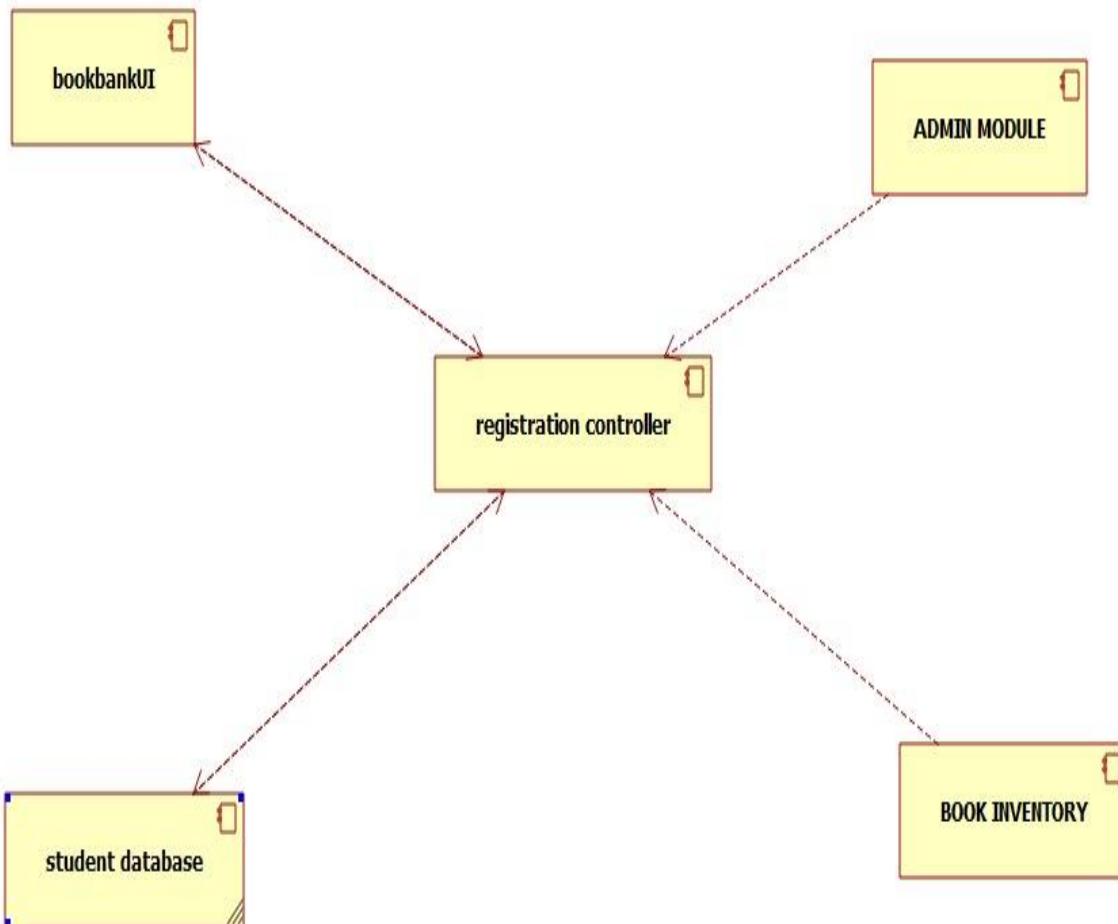 bookbankUI
ADMIN MODULE
registration controller
student database
BOOK INVENTORY